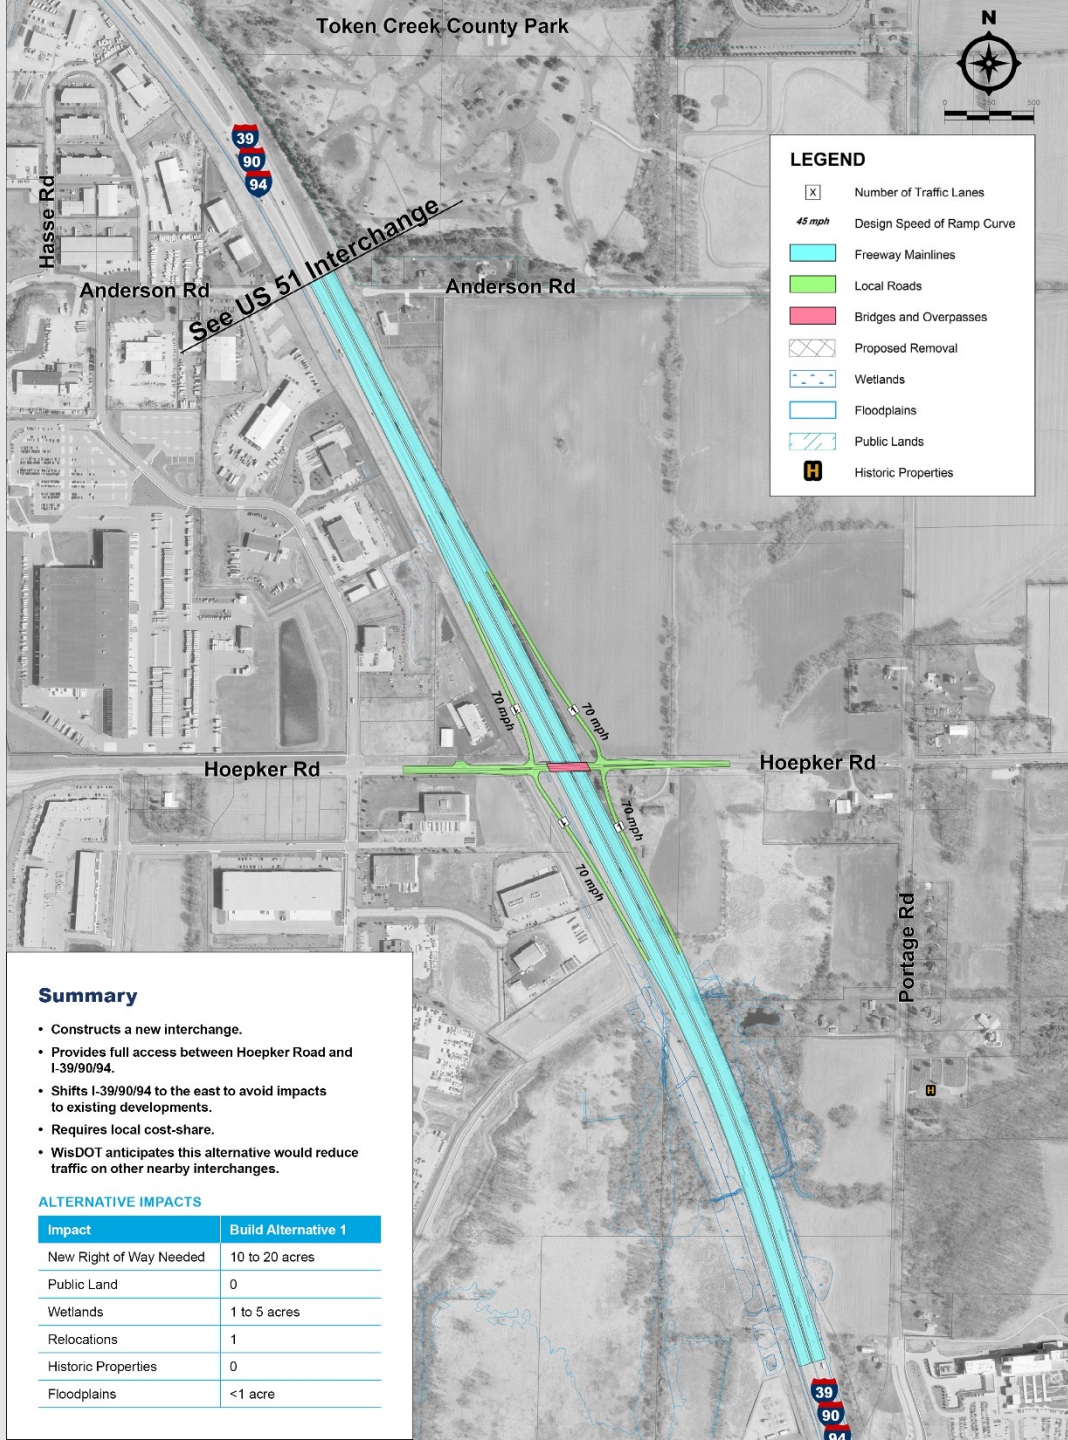 Token Creek County Park
N
0 250 500
39
90
94
Hasse Rd
See US 51 Interchange
Anderson Rd
Anderson Rd
LEGEND
X Number of Traffic Lanes
45 mph Design Speed of Ramp Curve
Freeway Mainlines
Local Roads
Bridges and Overpasses
Proposed Removal
Wetlands
Floodplains
Public Lands
H Historic Properties
70 mph
70 mph
Hoepker Rd
Hoepker Rd
70 mph
70 mph
Portage Rd
H
Summary
• Constructs a new interchange.
• Provides full access between Hoepker Road and
I-39/90/94.
• Shifts I-39/90/94 to the east to avoid impacts
to existing developments.
• Requires local cost-share.
• WisDOT anticipates this alternative would reduce
traffic on other nearby interchanges.
ALTERNATIVE IMPACTS
Impact Build Alternative 1
New Right of Way Needed 10 to 20 acres
Public Land 0
Wetlands 1 to 5 acres
Relocations 1
Historic Properties 0
Floodplains <1 acre
39
90
94